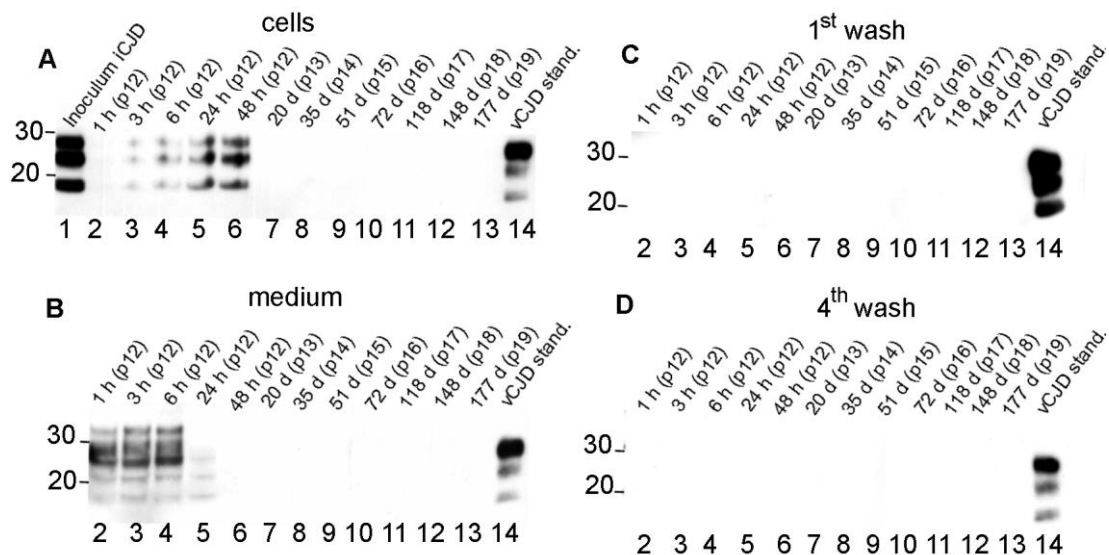 cells
A
Inoculum iCJD
1 h (p12)
3 h (p12)
6 h (p12)
24 h (p12)
48 h (p12)
20 d (p13)
35 d (p14)
51 d (p15)
72 d (p16)
118 d (p17)
148 d (p18)
177 d (p19)
vCJD stand.
30
20
1 2 3 4 5 6 7 8 9 10 11 12 13 14
medium
B
1 h (p12)
3 h (p12)
6 h (p12)
24 h (p12)
48 h (p12)
20 d (p13)
35 d (p14)
51 d (p15)
72 d (p16)
118 d (p17)
148 d (p18)
177 d (p19)
vCJD stand.
30
20
2 3 4 5 6 7 8 9 10 11 12 13 14
1st wash
C
1 h (p12)
3 h (p12)
6 h (p12)
24 h (p12)
48 h (p12)
20 d (p13)
35 d (p14)
51 d (p15)
72 d (p16)
118 d (p17)
148 d (p18)
177 d (p19)
vCJD stand.
30
20
2 3 4 5 6 7 8 9 10 11 12 13 14
4th wash
D
1 h (p12)
3 h (p12)
6 h (p12)
24 h (p12)
48 h (p12)
20 d (p13)
35 d (p14)
51 d (p15)
72 d (p16)
118 d (p17)
148 d (p18)
177 d (p19)
vCJD stand.
30
20
2 3 4 5 6 7 8 9 10 11 12 13 14